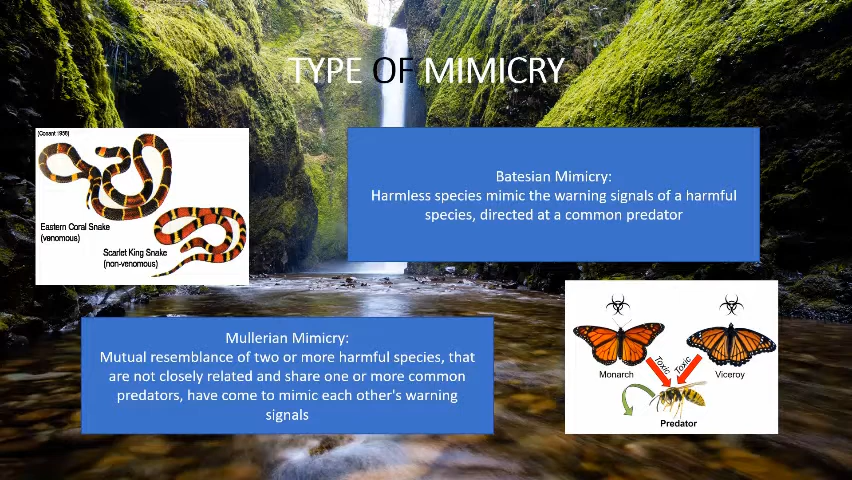 TYPE OF MIMICRY
(Conant 1958)
Eastern Coral Snake
(venomous)
Scarlet King Snake
(non-venomous)
Batesian Mimicry:
Harmless species mimic the warning signals of a harmful
species, directed at a common predator
Mullerian Mimicry:
Mutual resemblance of two or more harmful species, that
are not closely related and share one or more common
predators, have come to mimic each other's warning
signals
Monarch
Toxic
Toxic
Viceroy
Predator